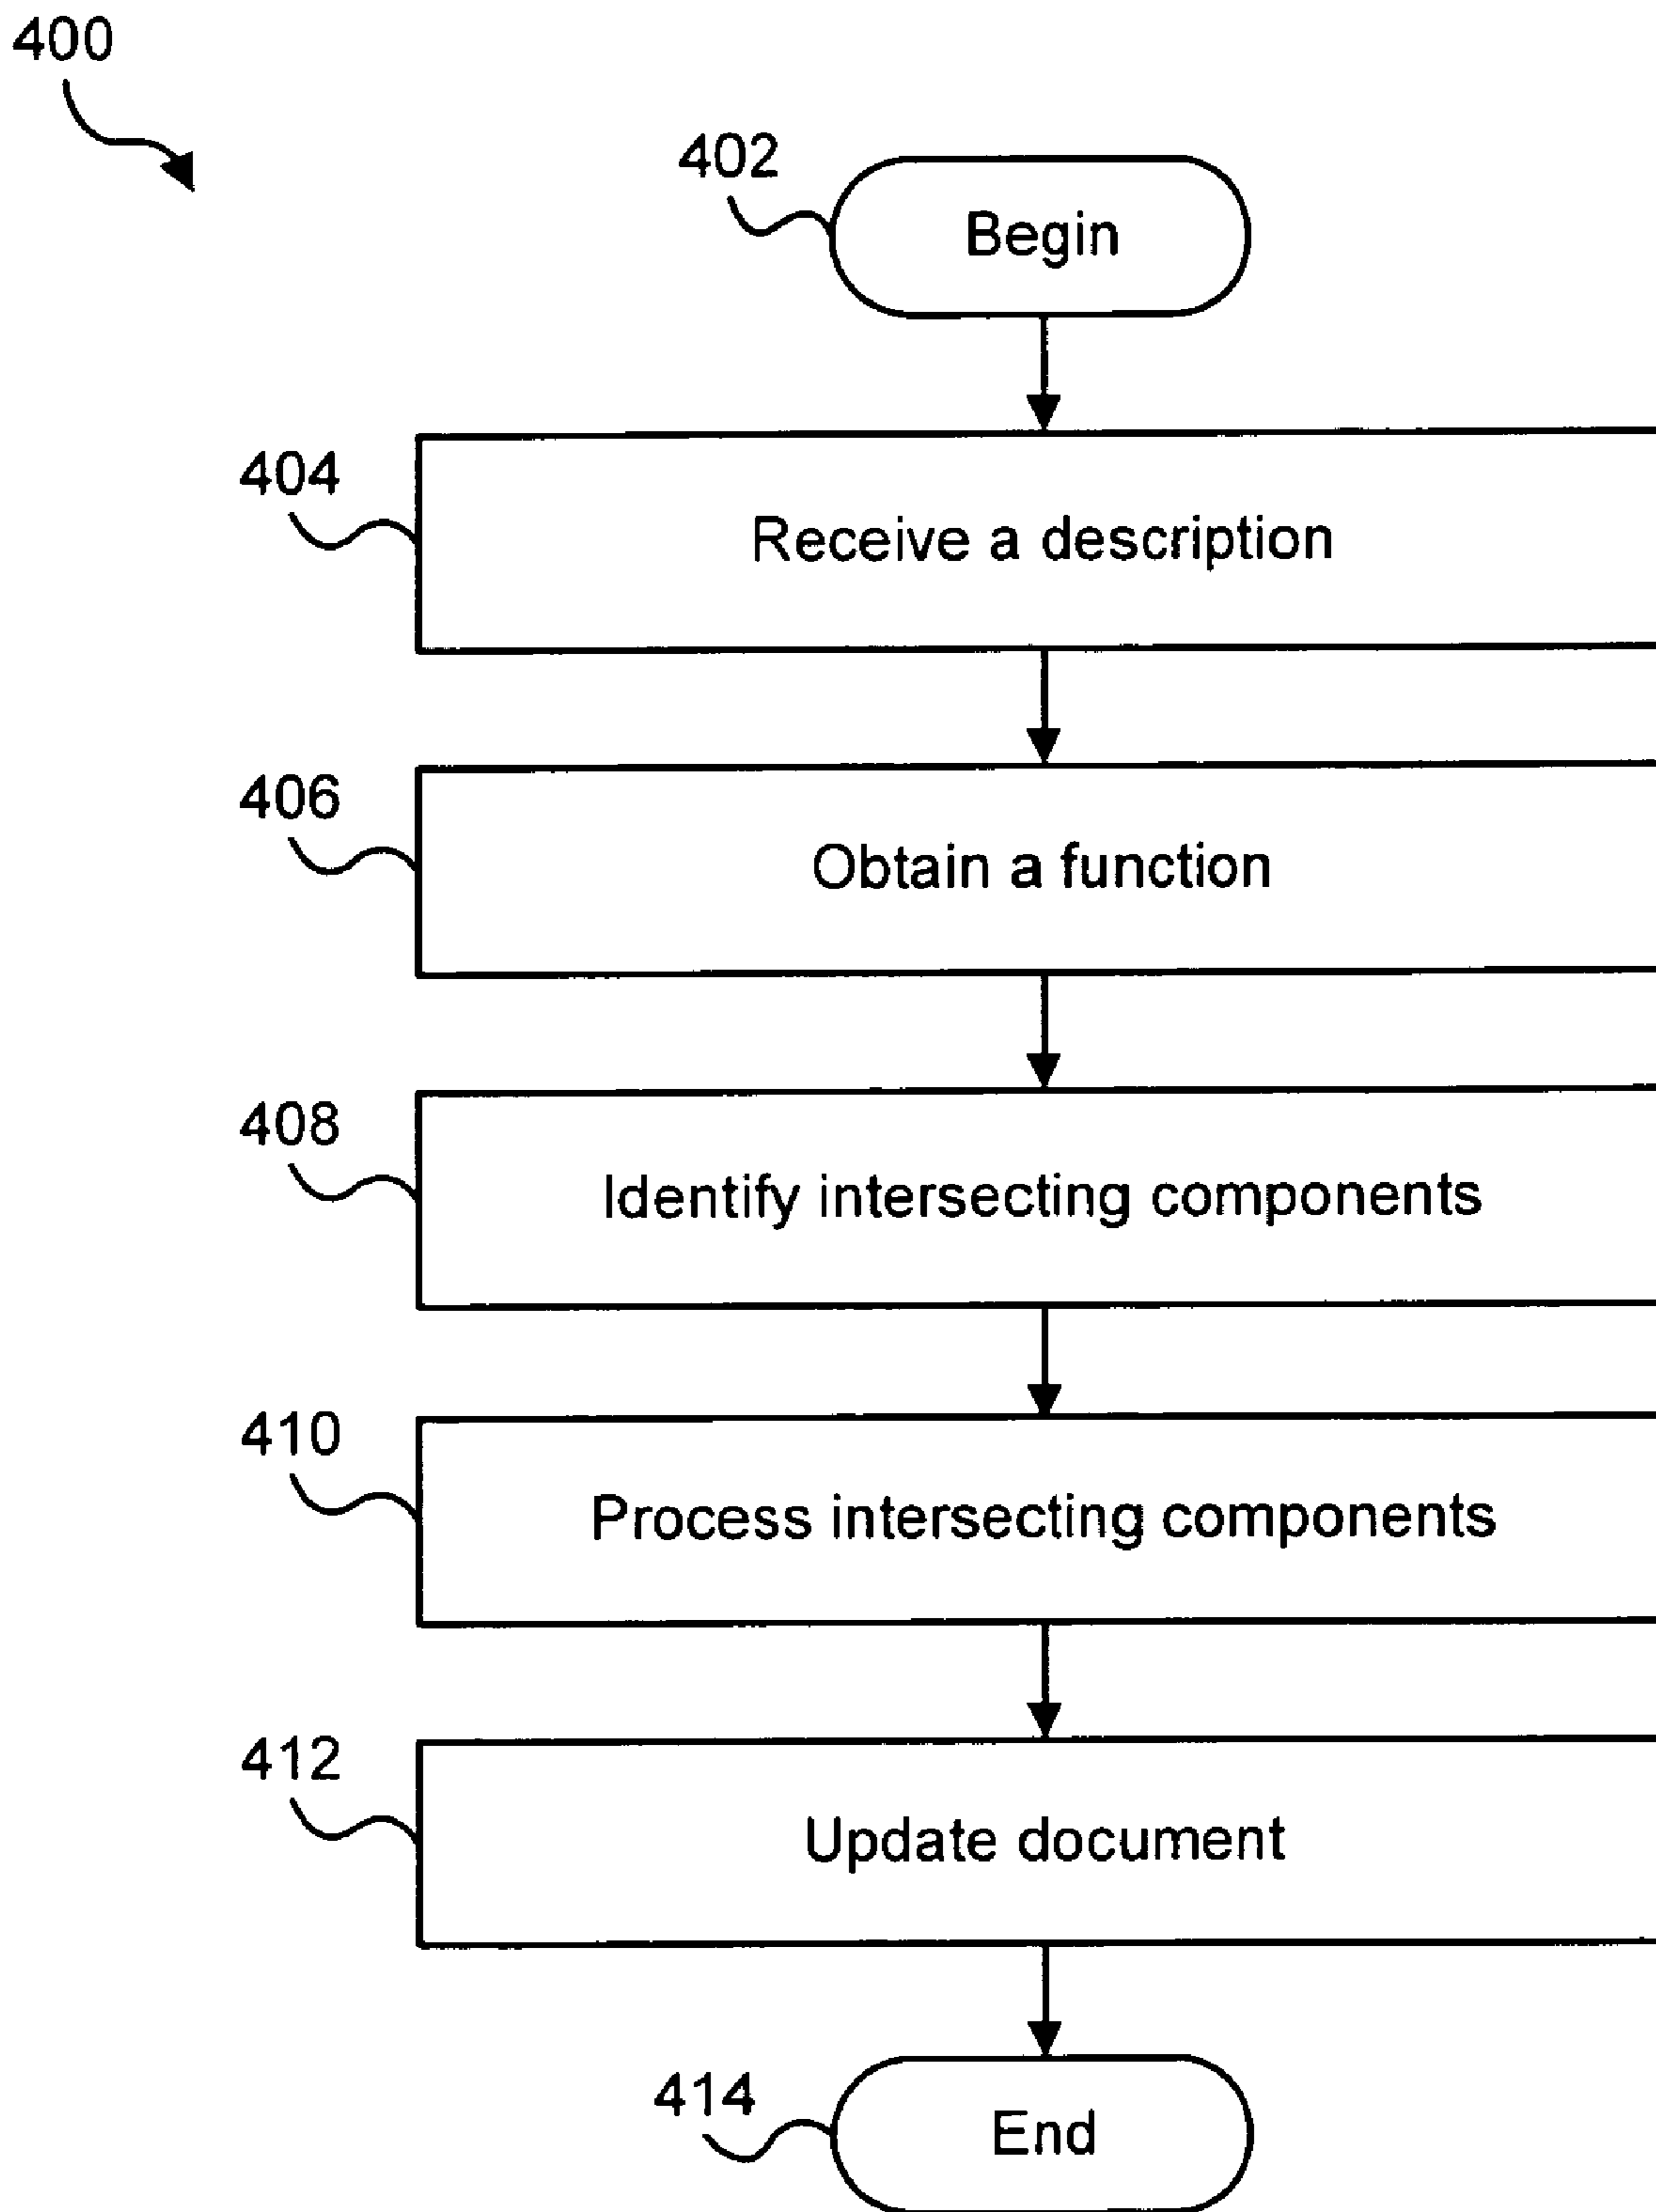 400
402
Begin
404
Receive a description
406
Obtain a function
408
Identify intersecting components
410
Process intersecting components
412
Update document
414
End